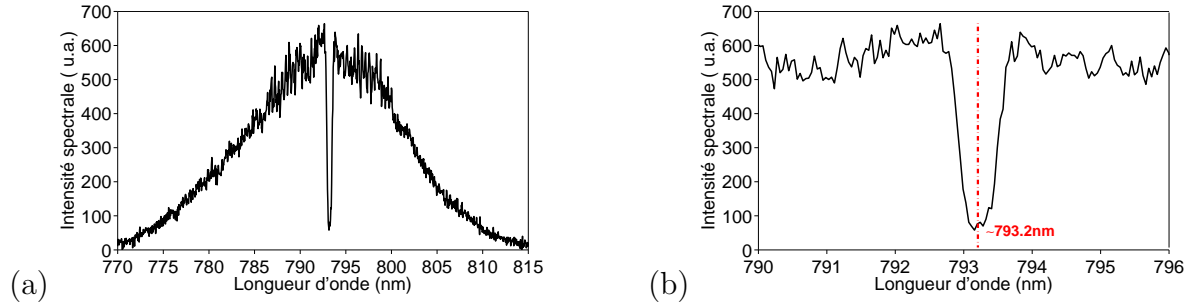 700
600
500
400
300
200
100
0
Intensité spectrale ( u.a.)
770 775 780 785 790 795 800 805 810 815
Longueur d'onde (nm)
(a)
700
600
500
400
300
200
100
0
Intensité spectrale ( u.a.)
~793.2nm
790 791 792 793 794 795 796
Longueur d'onde (nm)
(b)